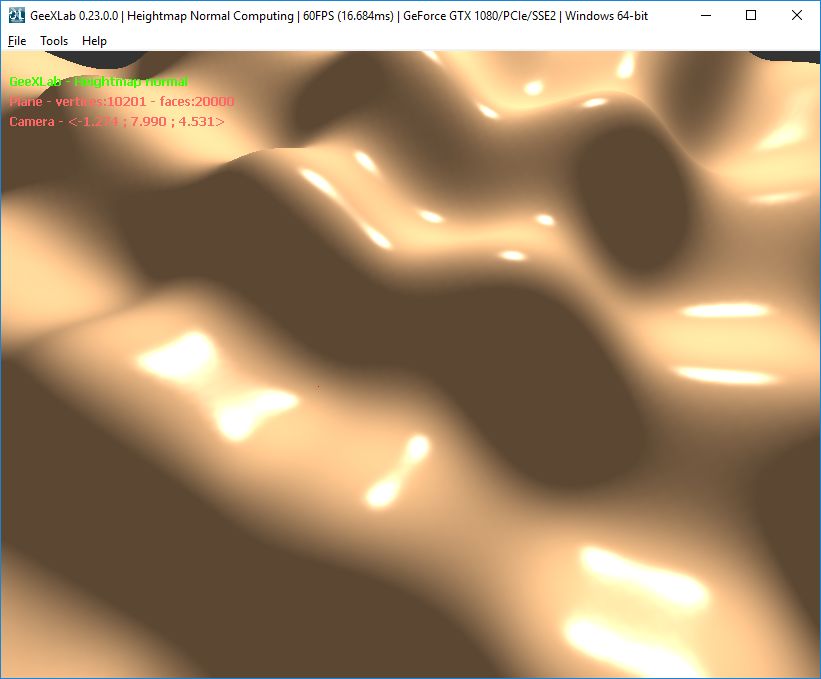 GeeXLab 0.23.0.0 | Heightmap Normal Computing | 60FPS (16.684ms) | GeForce GTX 1080/PCIe/SSE2 | Windows 64-bit
File Tools Help
GeeXLab - Heightmap normal
Plane - vertices:10201 - faces:20000
Camera - <-1.274 ; 7.990 ; 4.531>